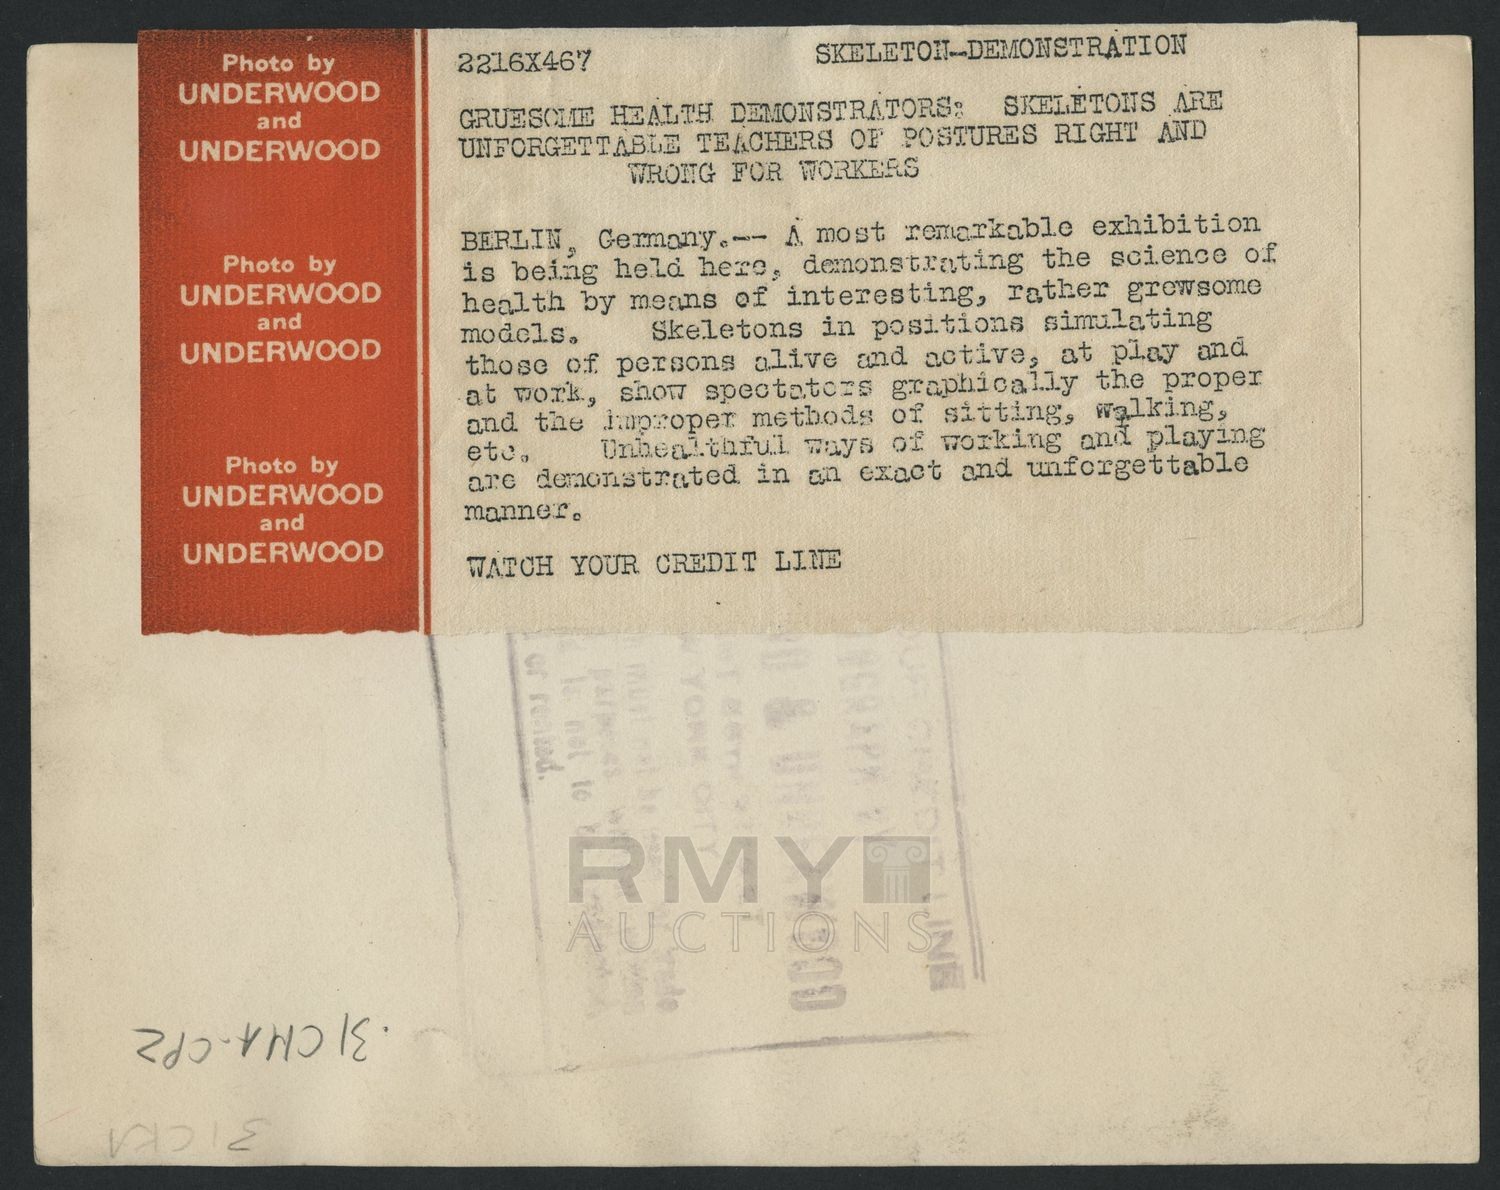 Photo by
UNDERWOOD
and
UNDERWOOD
Photo by
UNDERWOOD
and
UNDERWOOD
Photo by
UNDERWOOD
and
UNDERWOOD
2216X467 SKELETON--DEMONSTRATION
GRUESOME HEALTH DEMONSTRATORS: SKELETONS ARE
UNFORGETTABLE TEACHERS OF POSTURES RIGHT AND
WRONG FOR WORKERS
BERLIN, Germany.-- A most remarkable exhibition
is being held here, demonstrating the science of
health by means of interesting, rather grewsome
models. Skeletons in positions simulating
those of persons alive and active, at play and
at work, show spectators graphically the proper
and the improper methods of sitting, walking,
etc. Unhealthful ways of working and playing
are demonstrated in an exact and unforgettable
manner.
WATCH YOUR CREDIT LINE
RMY
AUCTIONS